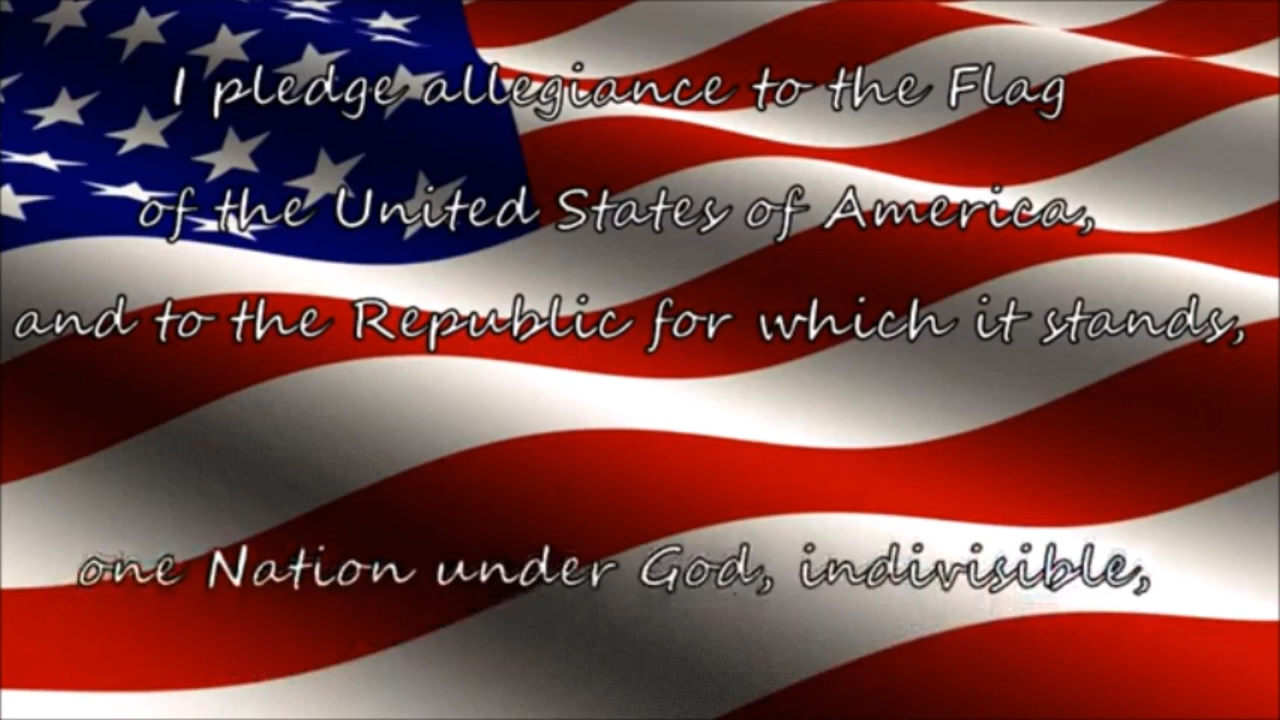 I pledge allegiance to the Flag
of the United States of America,
and to the Republic for which it stands,
one Nation under God, indivisible,